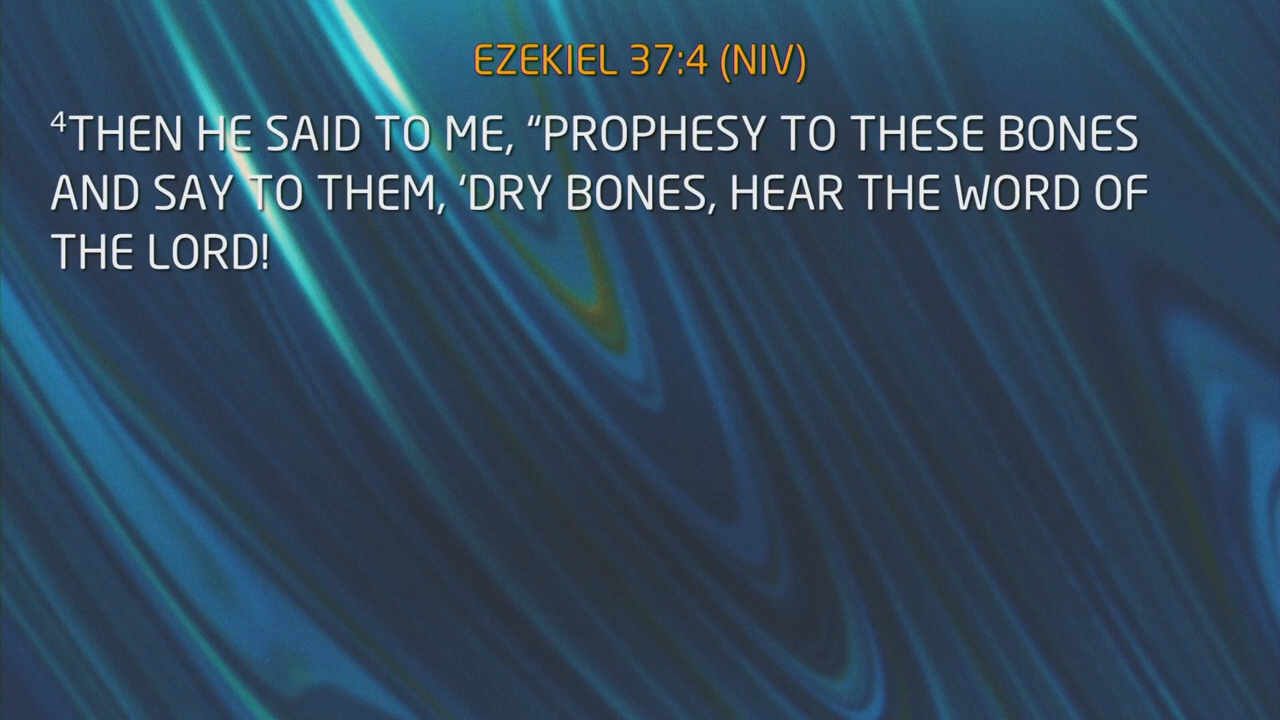 EZEKIEL 37:4 (NIV)
⁴THEN HE SAID TO ME, “PROPHESY TO THESE BONES
AND SAY TO THEM, ‘DRY BONES, HEAR THE WORD OF
THE LORD!